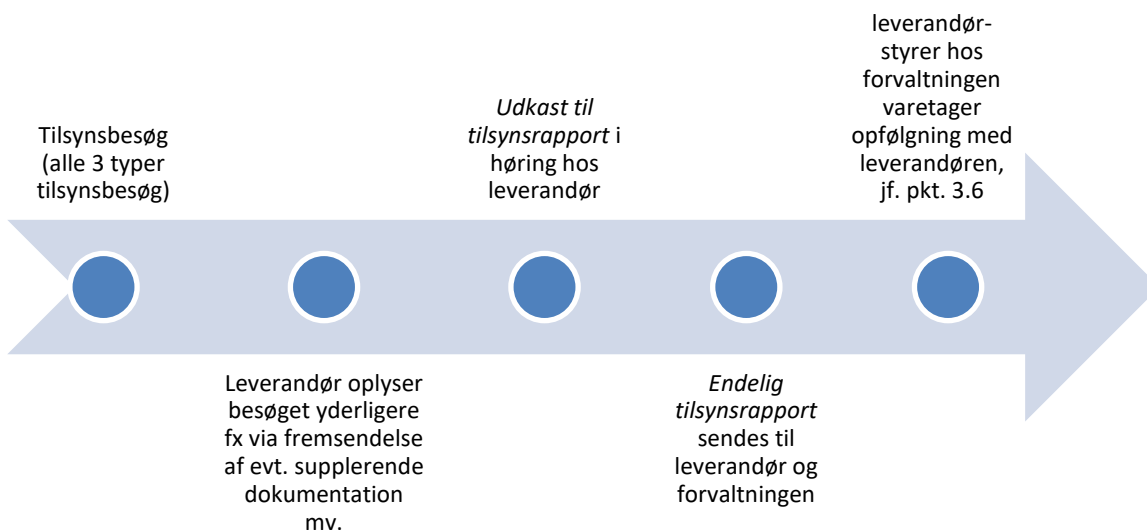 Tilsynsbesøg
(alle 3 typer
tilsynsbesøg)
Leverandør oplyser
besøget yderligere
fx via fremsendelse
af evt. supplerende
dokumentation
mv.
Udkast til
tilsynsrapport i
høring hos
leverandør
Endelig
tilsynsrapport
sendes til
leverandør og
forvaltningen
leverandør-
styrer hos
forvaltningen
varetager
opfølgning med
leverandøren,
jf. pkt. 3.6